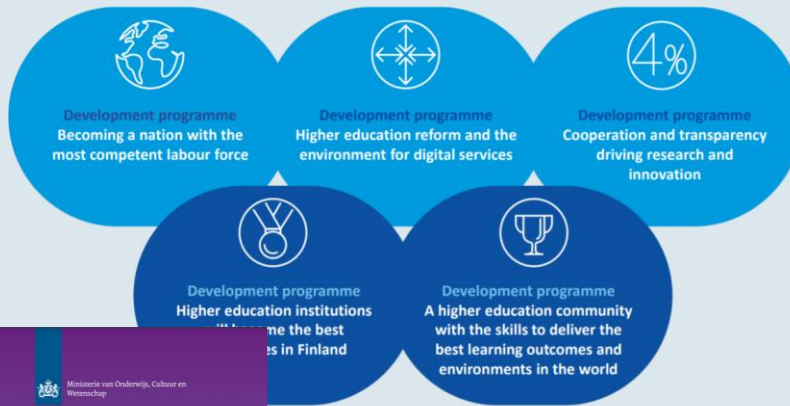 4%
Development programme
Becoming a nation with the
most competent labour force
Development programme
Higher education reform and the
environment for digital services
Development programme
Cooperation and transparency
driving research and
innovation
Development programme
Higher education institutions
the best
in Finland
Development programme
A higher education community
with the skills to deliver the
best learning outcomes and
environments in the world
Ministerie van Onderwijs, Cultuur en
Wetenschap